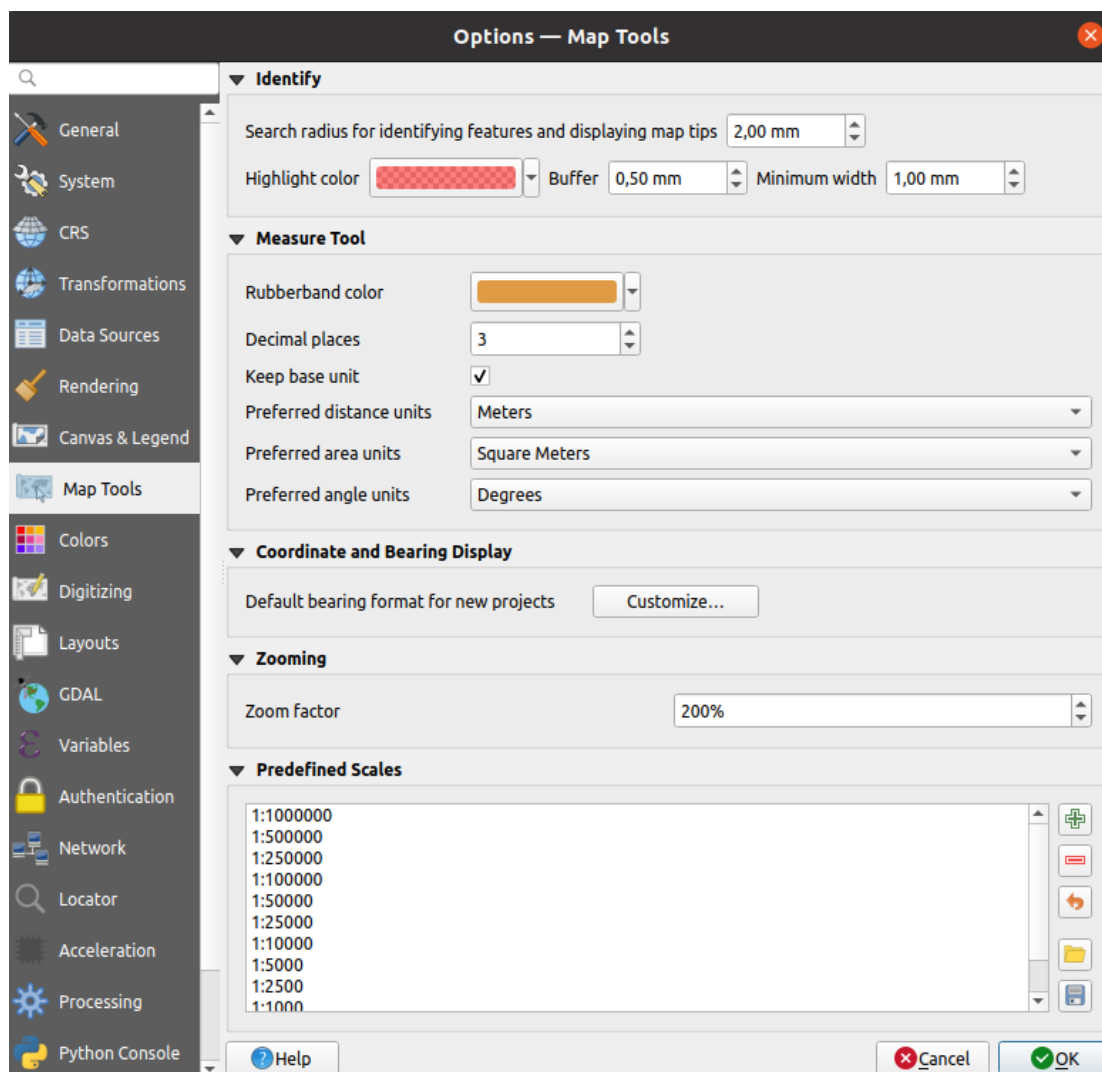 Options — Map Tools
General
System
CRS
Transformations
Data Sources
Rendering
Canvas & Legend
Map Tools
Colors
Digitizing
Layouts
GDAL
Variables
Authentication
Network
Locator
Acceleration
Processing
Python Console
Identify
Search radius for identifying features and displaying map tips 2,00 mm
Highlight color Buffer 0,50 mm Minimum width 1,00 mm
Measure Tool
Rubberband color
Decimal places 3
Keep base unit
Preferred distance units Meters
Preferred area units Square Meters
Preferred angle units Degrees
Coordinate and Bearing Display
Default bearing format for new projects Customize...
Zooming
Zoom factor 200%
Predefined Scales
1:1000000
1:500000
1:250000
1:100000
1:50000
1:25000
1:10000
1:5000
1:2500
1:1000
Help Cancel OK